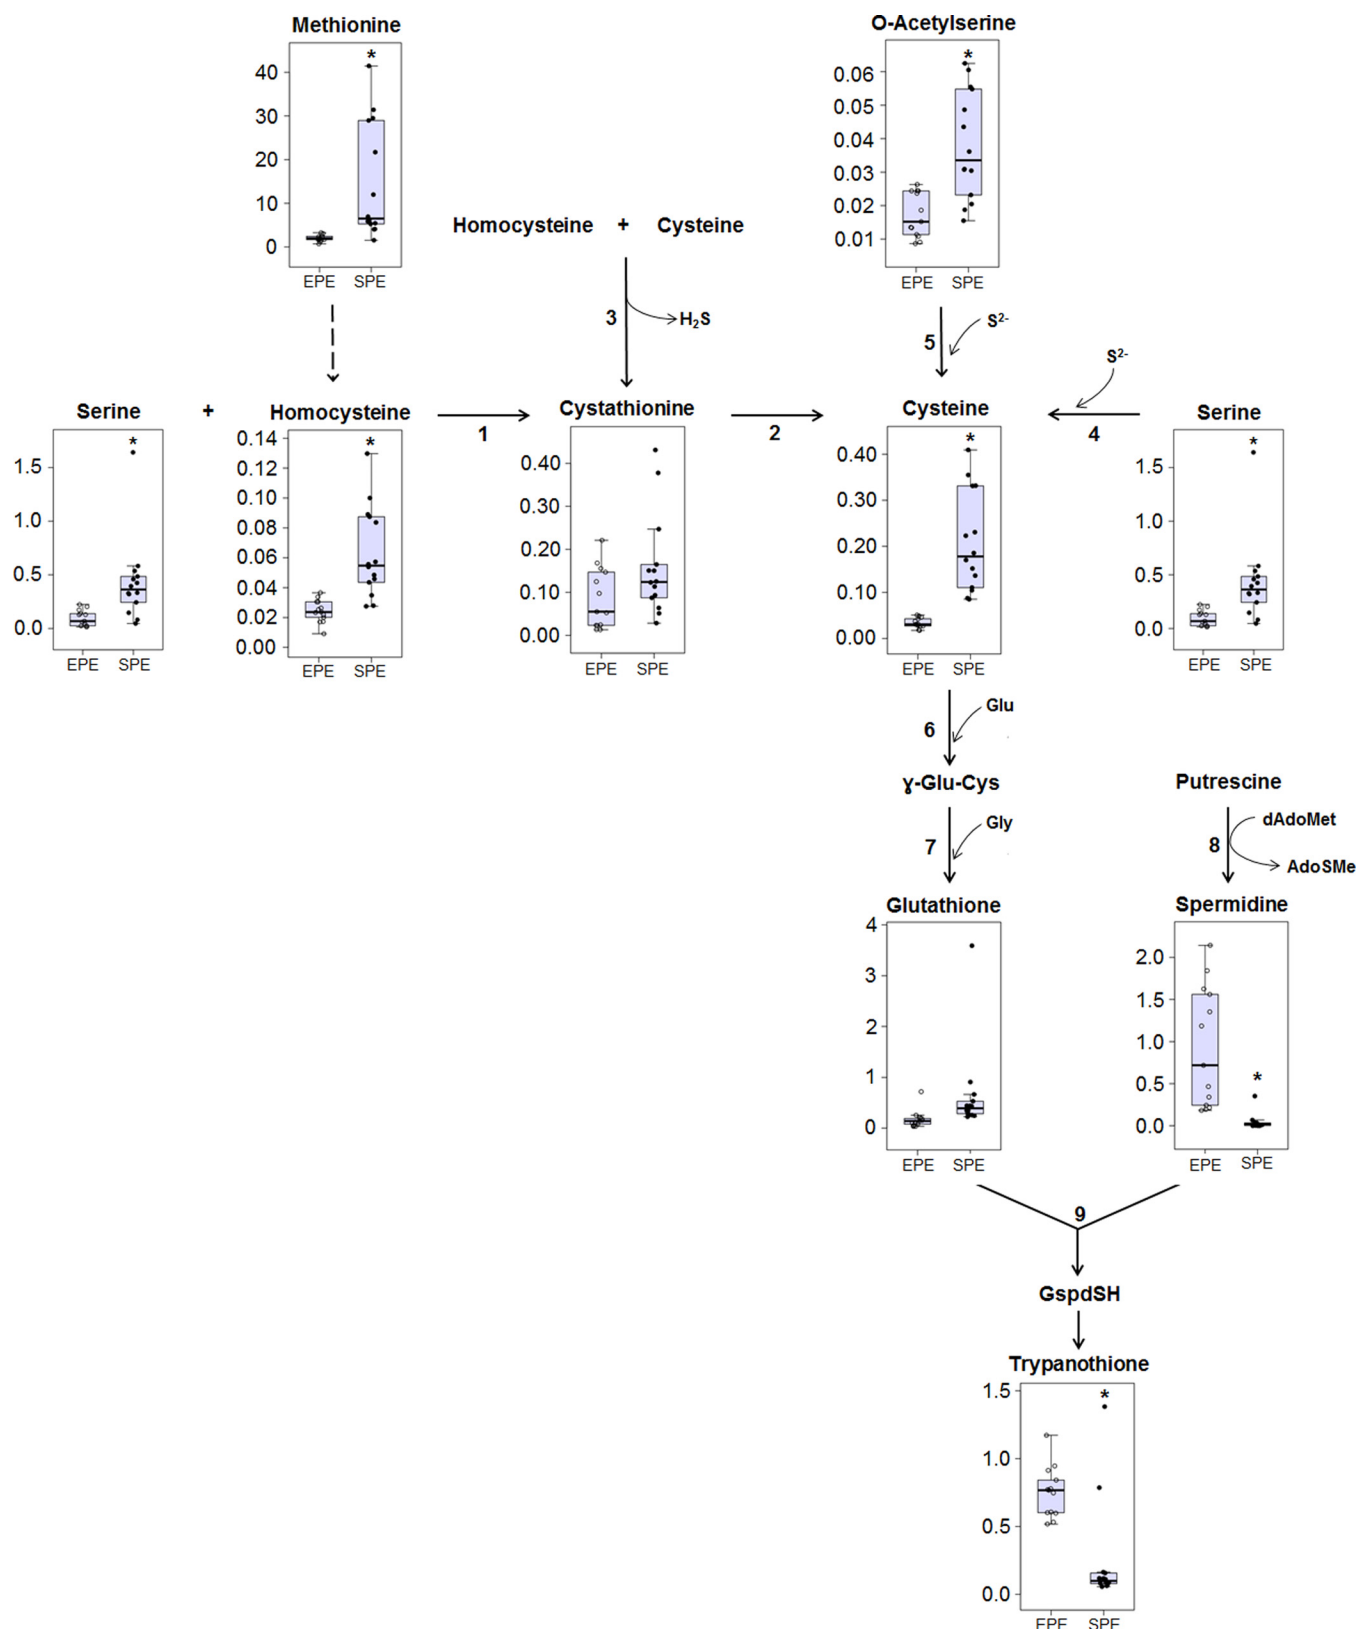 Methionine
*
40
30
20
10
0
EPE SPE
O-Acetylserine
*
0.06
0.05
0.04
0.03
0.02
0.01
EPE SPE
Homocysteine + Cysteine
3
H₂S
5
S²⁻
S²⁻
Serine + Homocysteine
1
Cystathionine
2
Cysteine
4
Serine
*
1.5
1.0
0.5
0.0
EPE SPE
*
0.14
0.12
0.10
0.08
0.06
0.04
0.02
0.00
EPE SPE
0.40
0.30
0.20
0.10
0.00
EPE SPE
*
0.40
0.30
0.20
0.10
0.00
EPE SPE
*
1.5
1.0
0.5
0.0
EPE SPE
6
Glu
ɣ-Glu-Cys
7
Gly
Putrescine
8
dAdoMet
AdoSMe
Glutathione
4
3
2
1
0
EPE SPE
Spermidine
2.0
1.5
1.0
0.5
0.0
*
EPE SPE
9
GspdSH
Trypanothione
*
1.5
1.0
0.5
0.0
EPE SPE